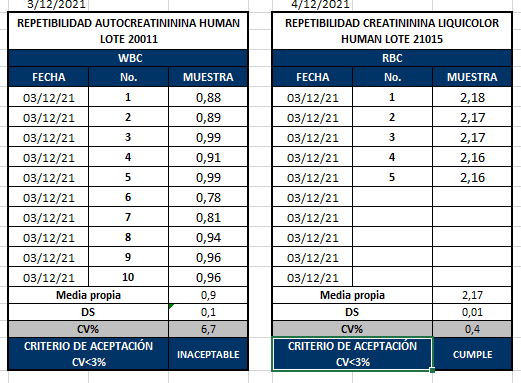 3/12/2021
4/12/2021
REPETIBILIDAD AUTOCREATININA HUMAN
LOTE 20011
WBC
FECHA No. MUESTRA
03/12/21 1 0,88
03/12/21 2 0,89
03/12/21 3 0,99
03/12/21 4 0,91
03/12/21 5 0,99
03/12/21 6 0,78
03/12/21 7 0,81
03/12/21 8 0,94
03/12/21 9 0,96
03/12/21 10 0,96
Media propia 0,9
DS 0,1
CV% 6,7
CRITERIO DE ACEPTACIÓN
CV<3%
INACEPTABLE
REPETIBILIDAD CREATININA LIQUICOLOR
HUMAN LOTE 21015
RBC
FECHA No. MUESTRA
03/12/21 1 2,18
03/12/21 2 2,17
03/12/21 3 2,17
03/12/21 4 2,16
03/12/21 5 2,16
03/12/21
03/12/21
03/12/21
03/12/21
03/12/21
Media propia 2,17
DS 0,01
CV% 0,4
CRITERIO DE ACEPTACIÓN
CV<3%
CUMPLE